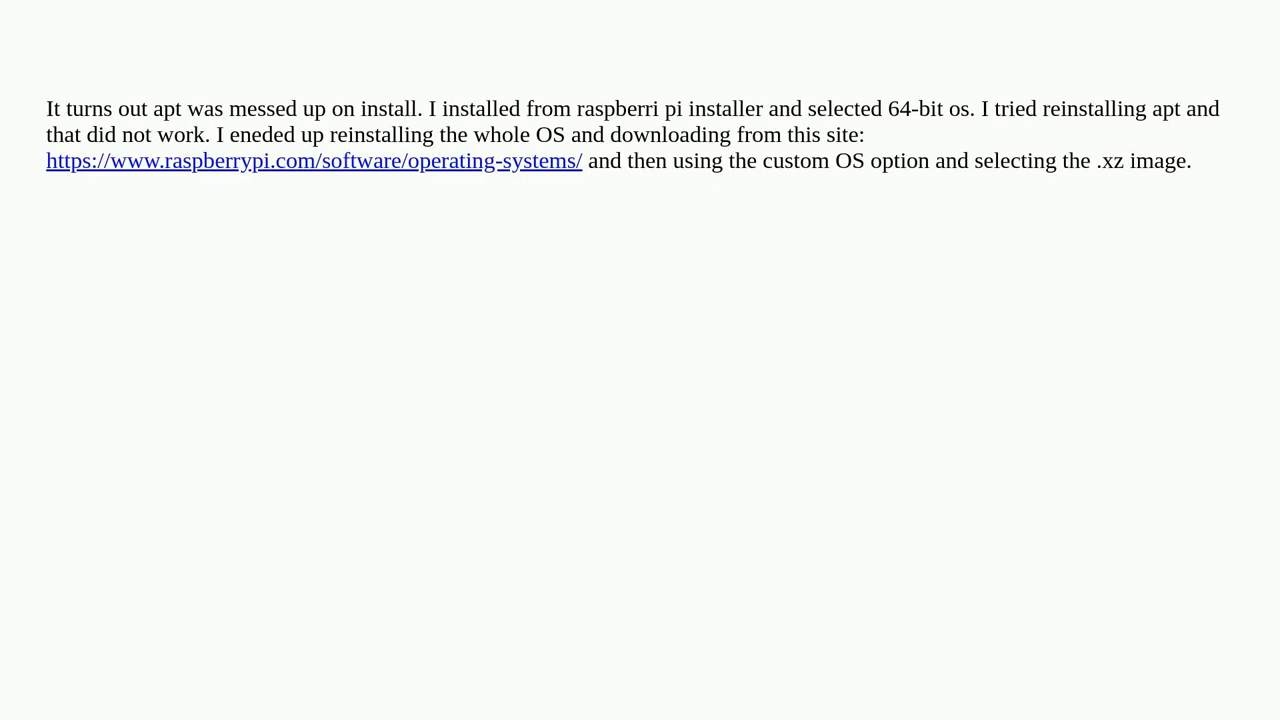 It turns out apt was messed up on install. I installed from raspberri pi installer and selected 64-bit os. I tried reinstalling apt and
that did not work. I eneded up reinstalling the whole OS and downloading from this site:
https://www.raspberrypi.com/software/operating-systems/ and then using the custom OS option and selecting the .xz image.